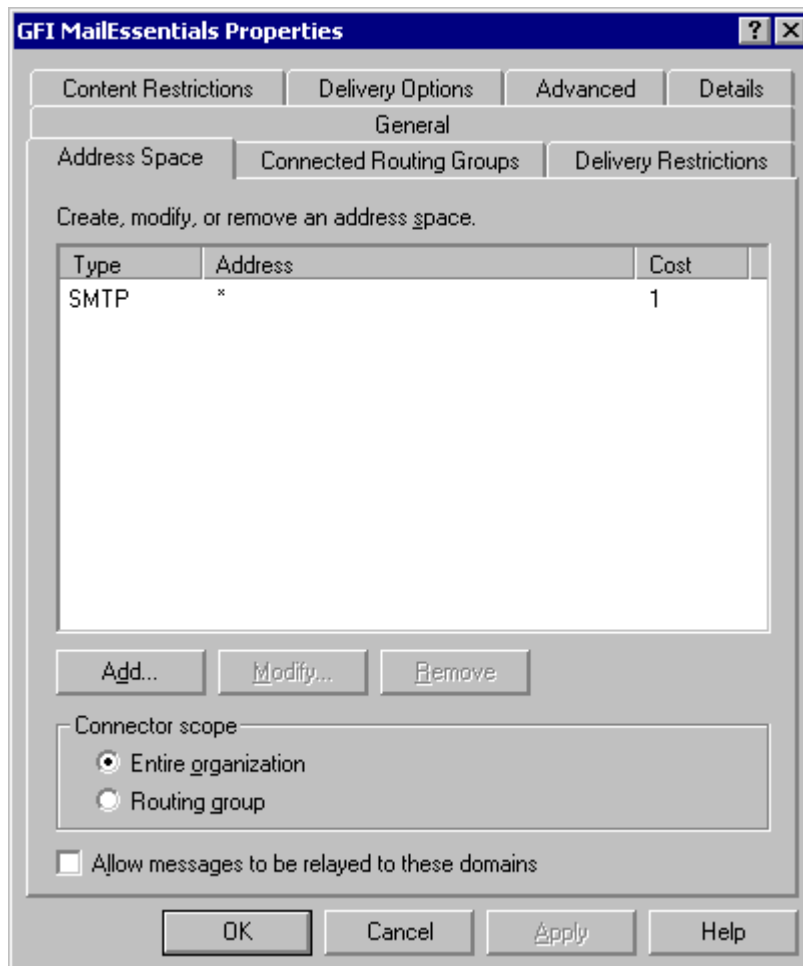 GFI MailEssentials Properties
Content Restrictions Delivery Options Advanced Details
General
Address Space Connected Routing Groups Delivery Restrictions
Create, modify, or remove an address space.
Type Address Cost
SMTP * 1
Add... Modify... Remove
Connector scope
Entire organization
Routing group
Allow messages to be relayed to these domains
OK Cancel Apply Help